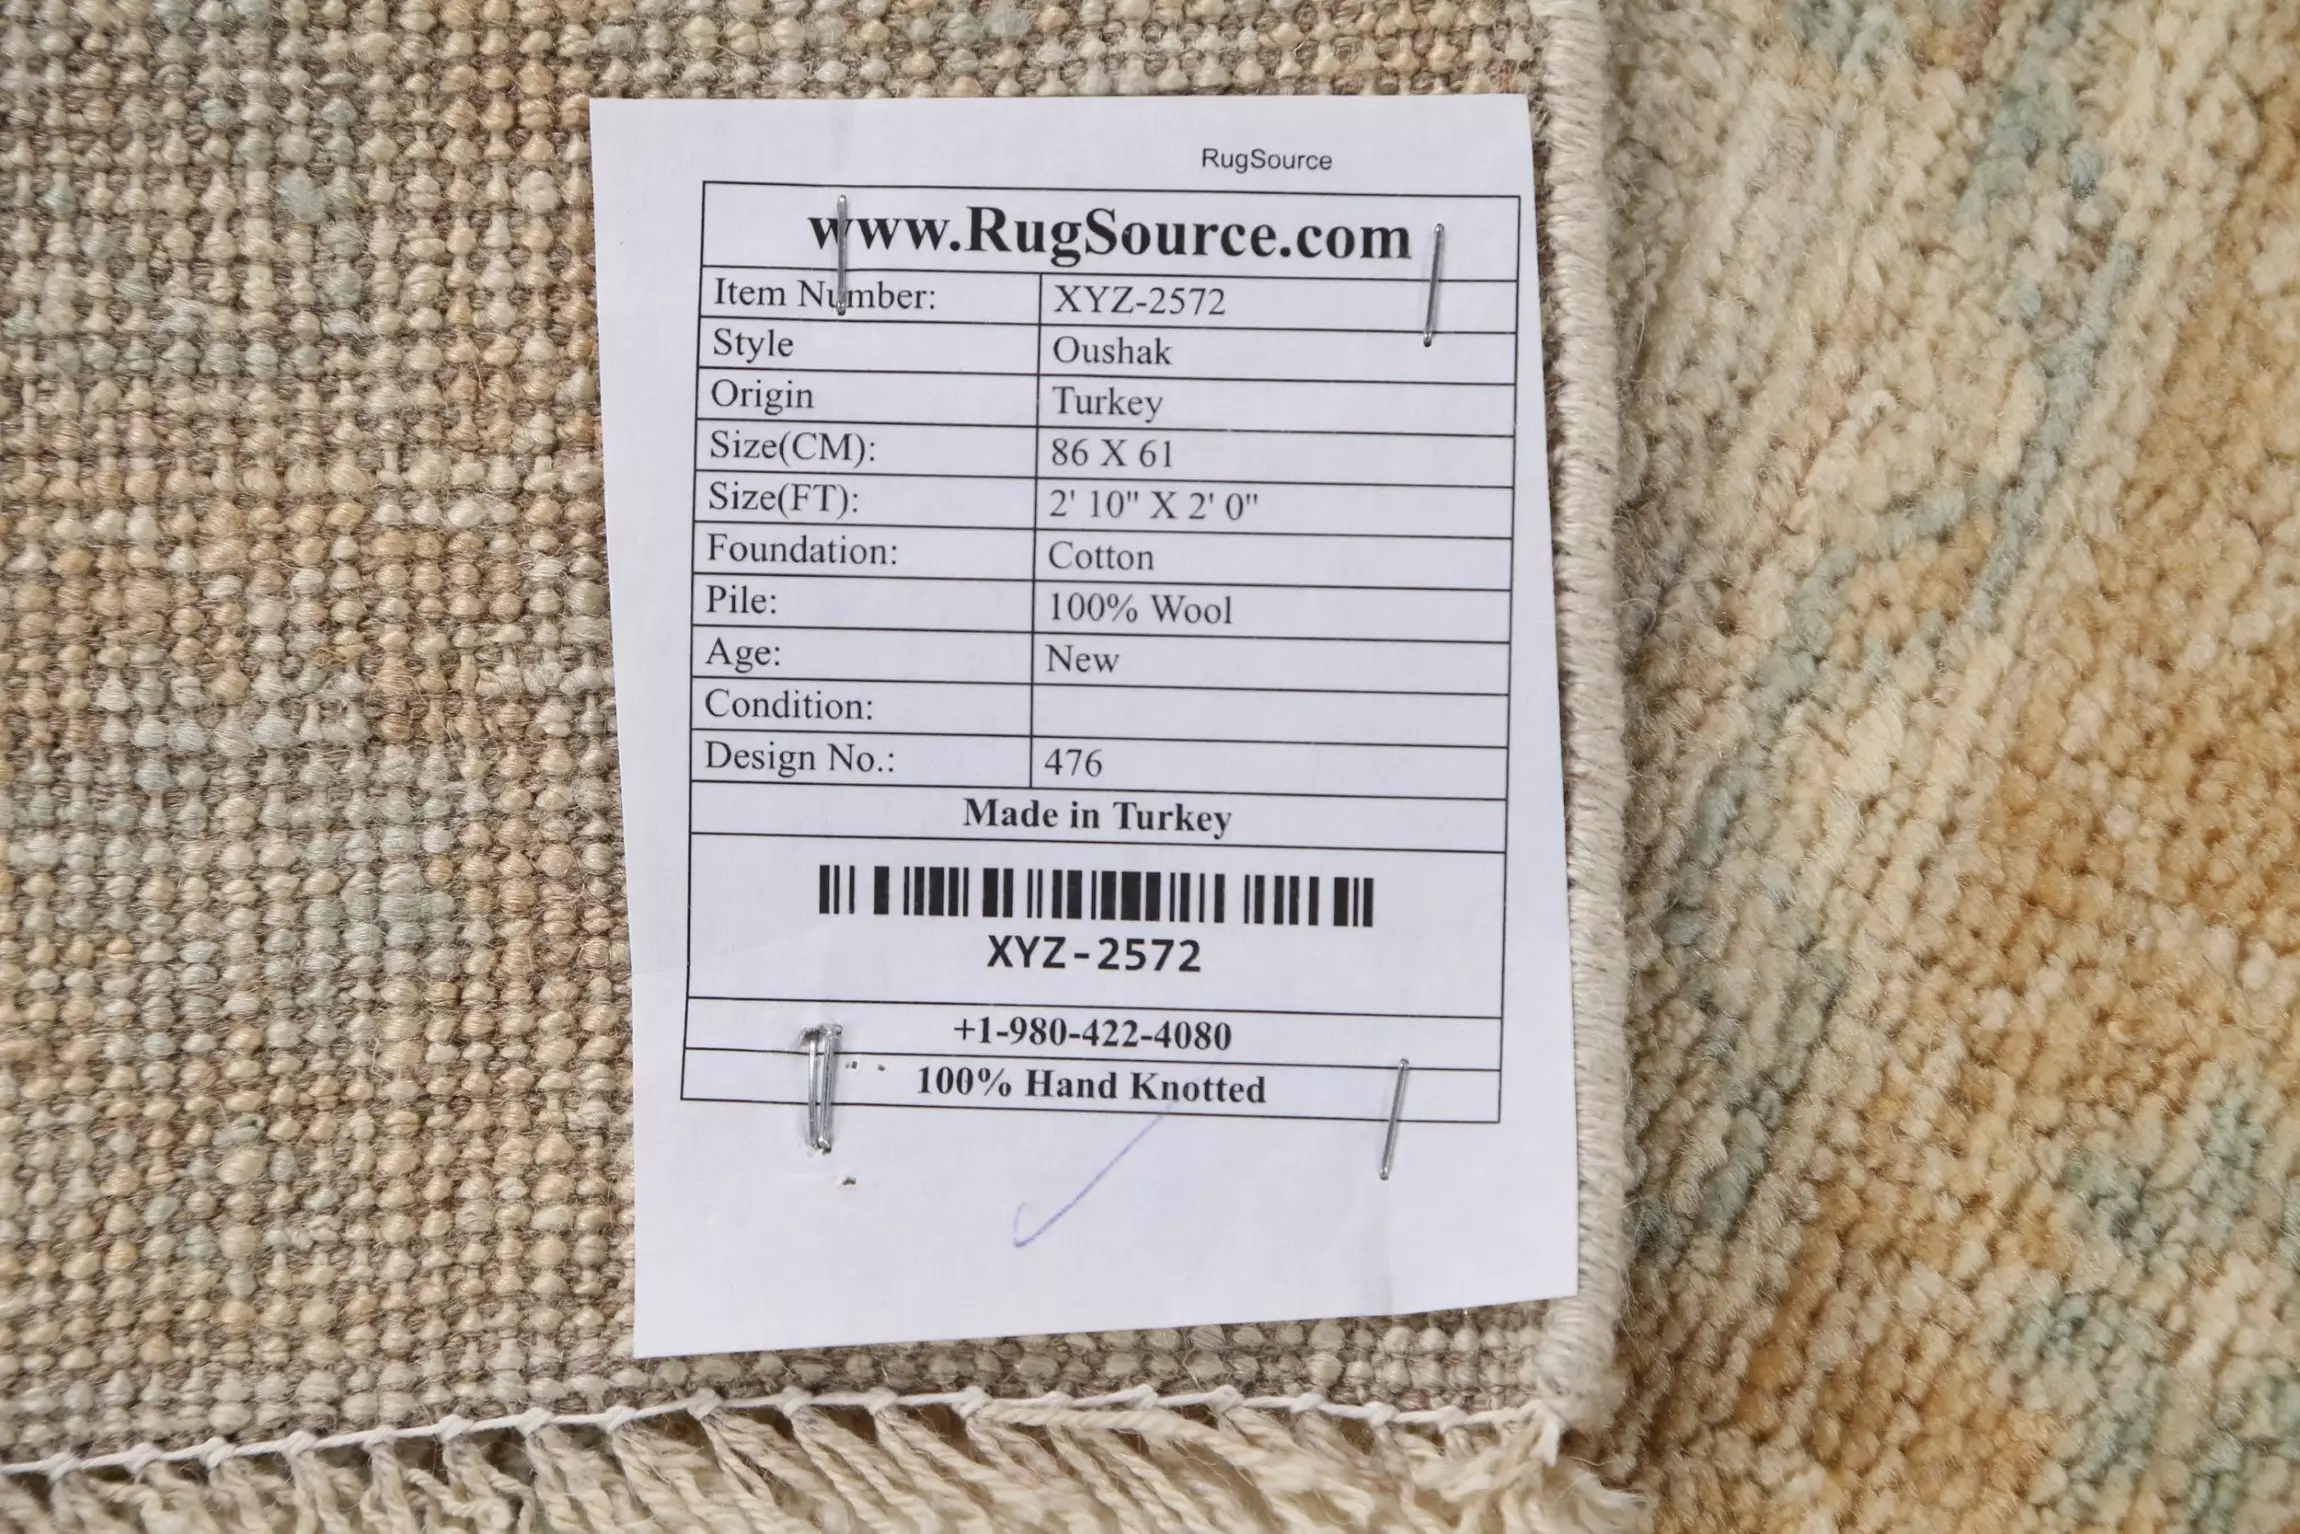 RugSource
www.RugSource.com
Item Number: XYZ-2572
Style Oushak
Origin Turkey
Size(CM): 86 X 61
Size(FT): 2' 10" X 2' 0"
Foundation: Cotton
Pile: 100% Wool
Age: New
Condition:
Design No.: 476
Made in Turkey
XYZ-2572
+1-980-422-4080
100% Hand Knotted